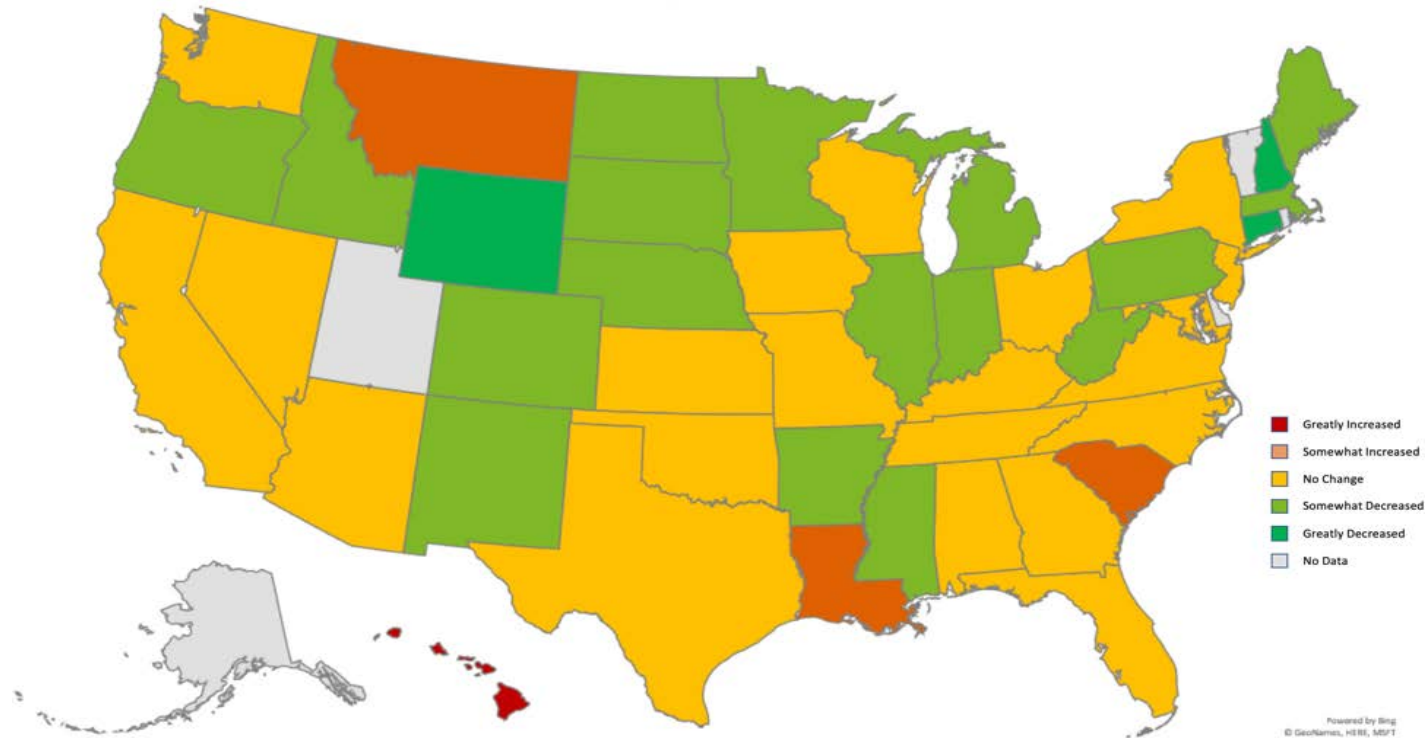 Greatly Increased
Somewhat Increased
No Change
Somewhat Decreased
Greatly Decreased
No Data
Powered by Bing
© GeoNames, HERE, MSFT